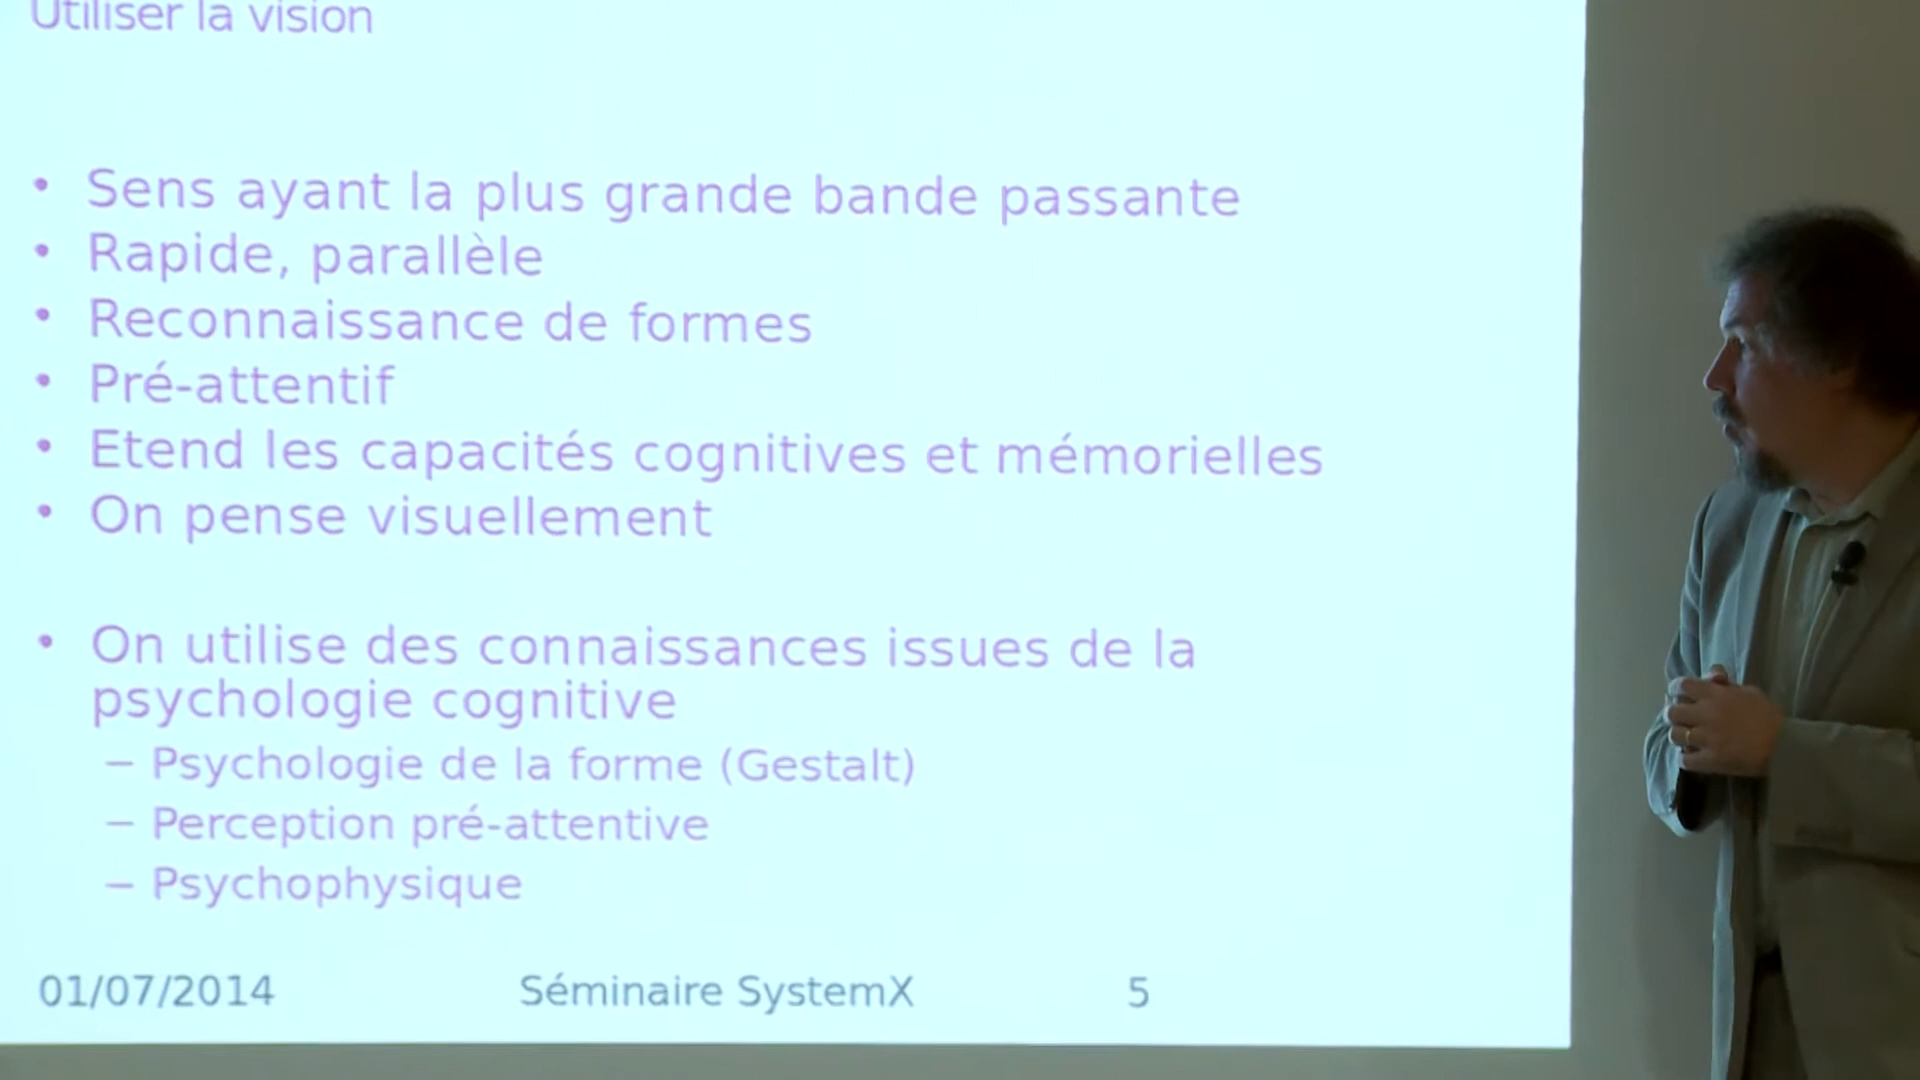 Utiliser la vision
• Sens ayant la plus grande bande passante
• Rapide, parallèle
• Reconnaissance de formes
• Pré-attentif
• Etend les capacités cognitives et mémorielles
• On pense visuellement
• On utilise des connaissances issues de la
psychologie cognitive
– Psychologie de la forme (Gestalt)
– Perception pré-attentive
– Psychophysique
01/07/2014 Séminaire SystemX 5